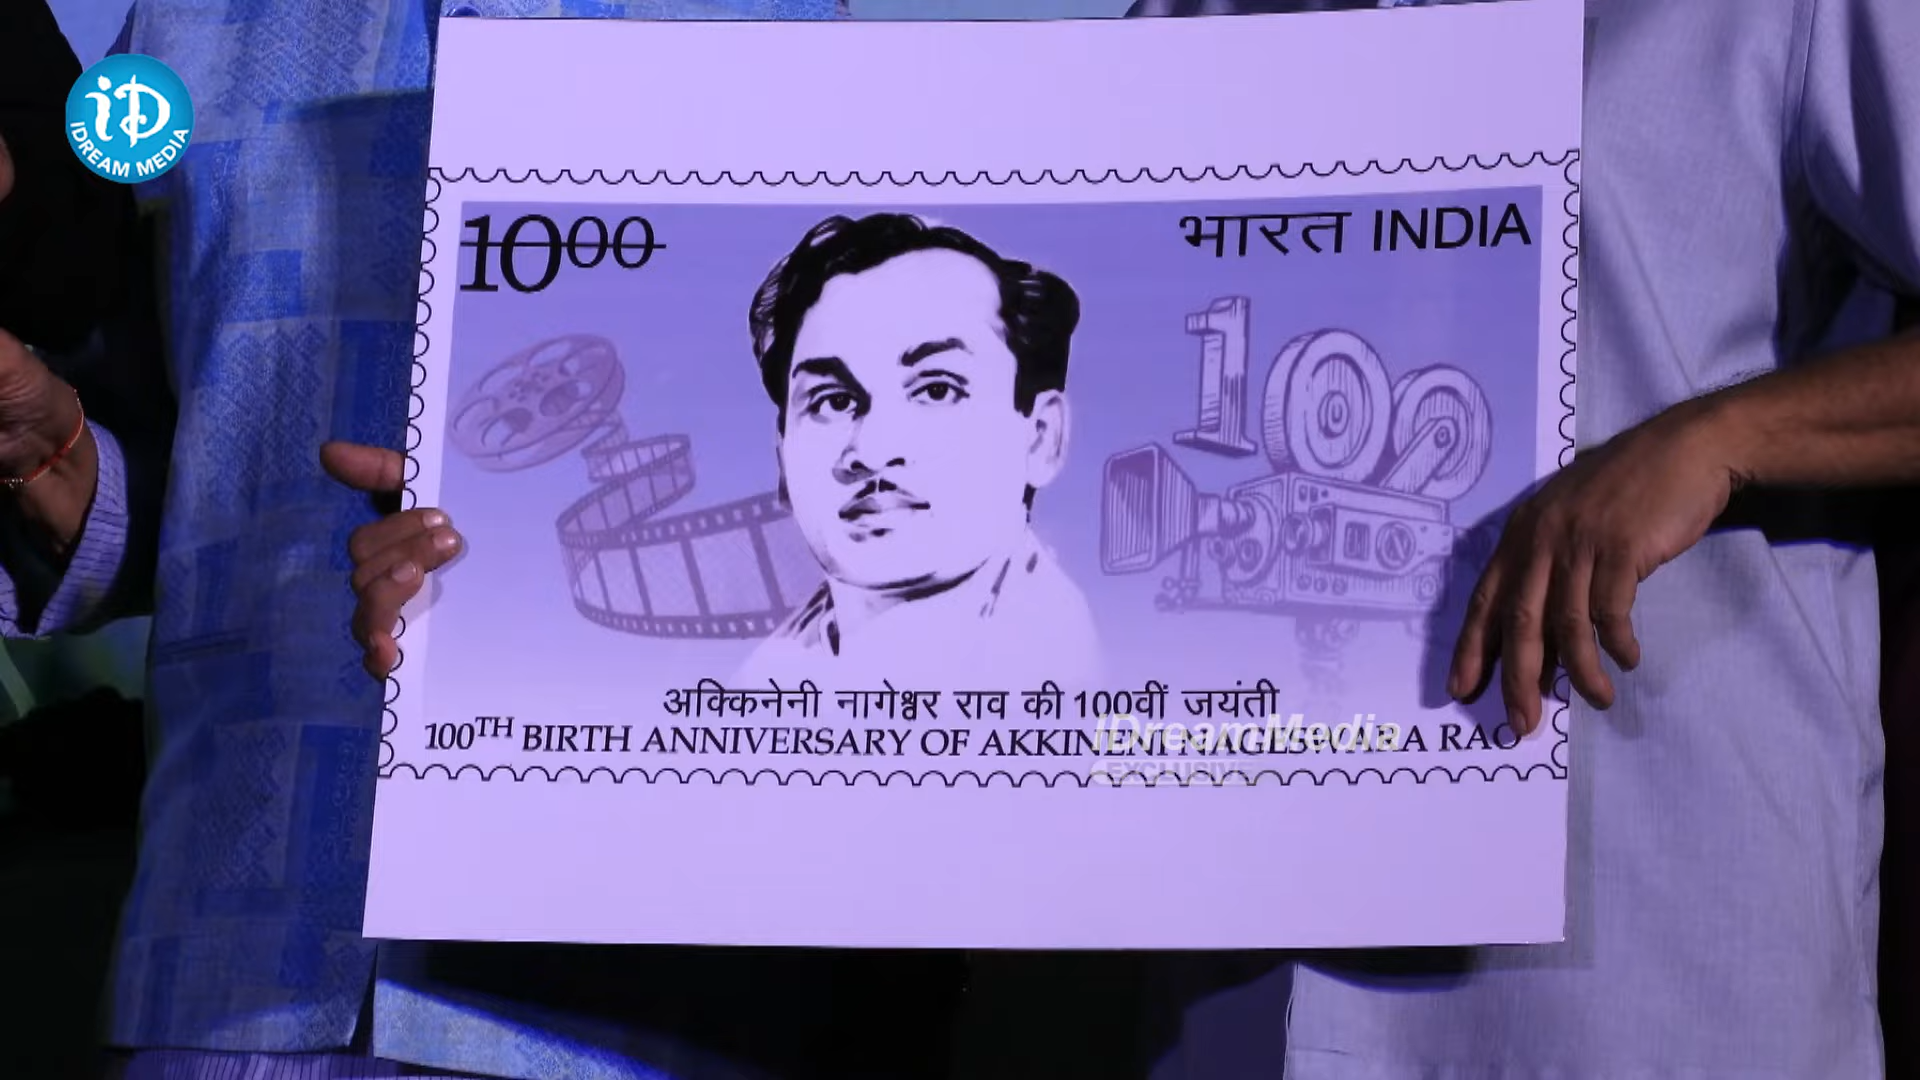 iD
IDREAM MEDIA
1000
भारत INDIA
100
अक्किनेनी नागेश्वर राव की 100वीं जयंती
100TH BIRTH ANNIVERSARY OF AKKINENI NAGESWARA RAO
iDreamMedia
EXCLUSIVE